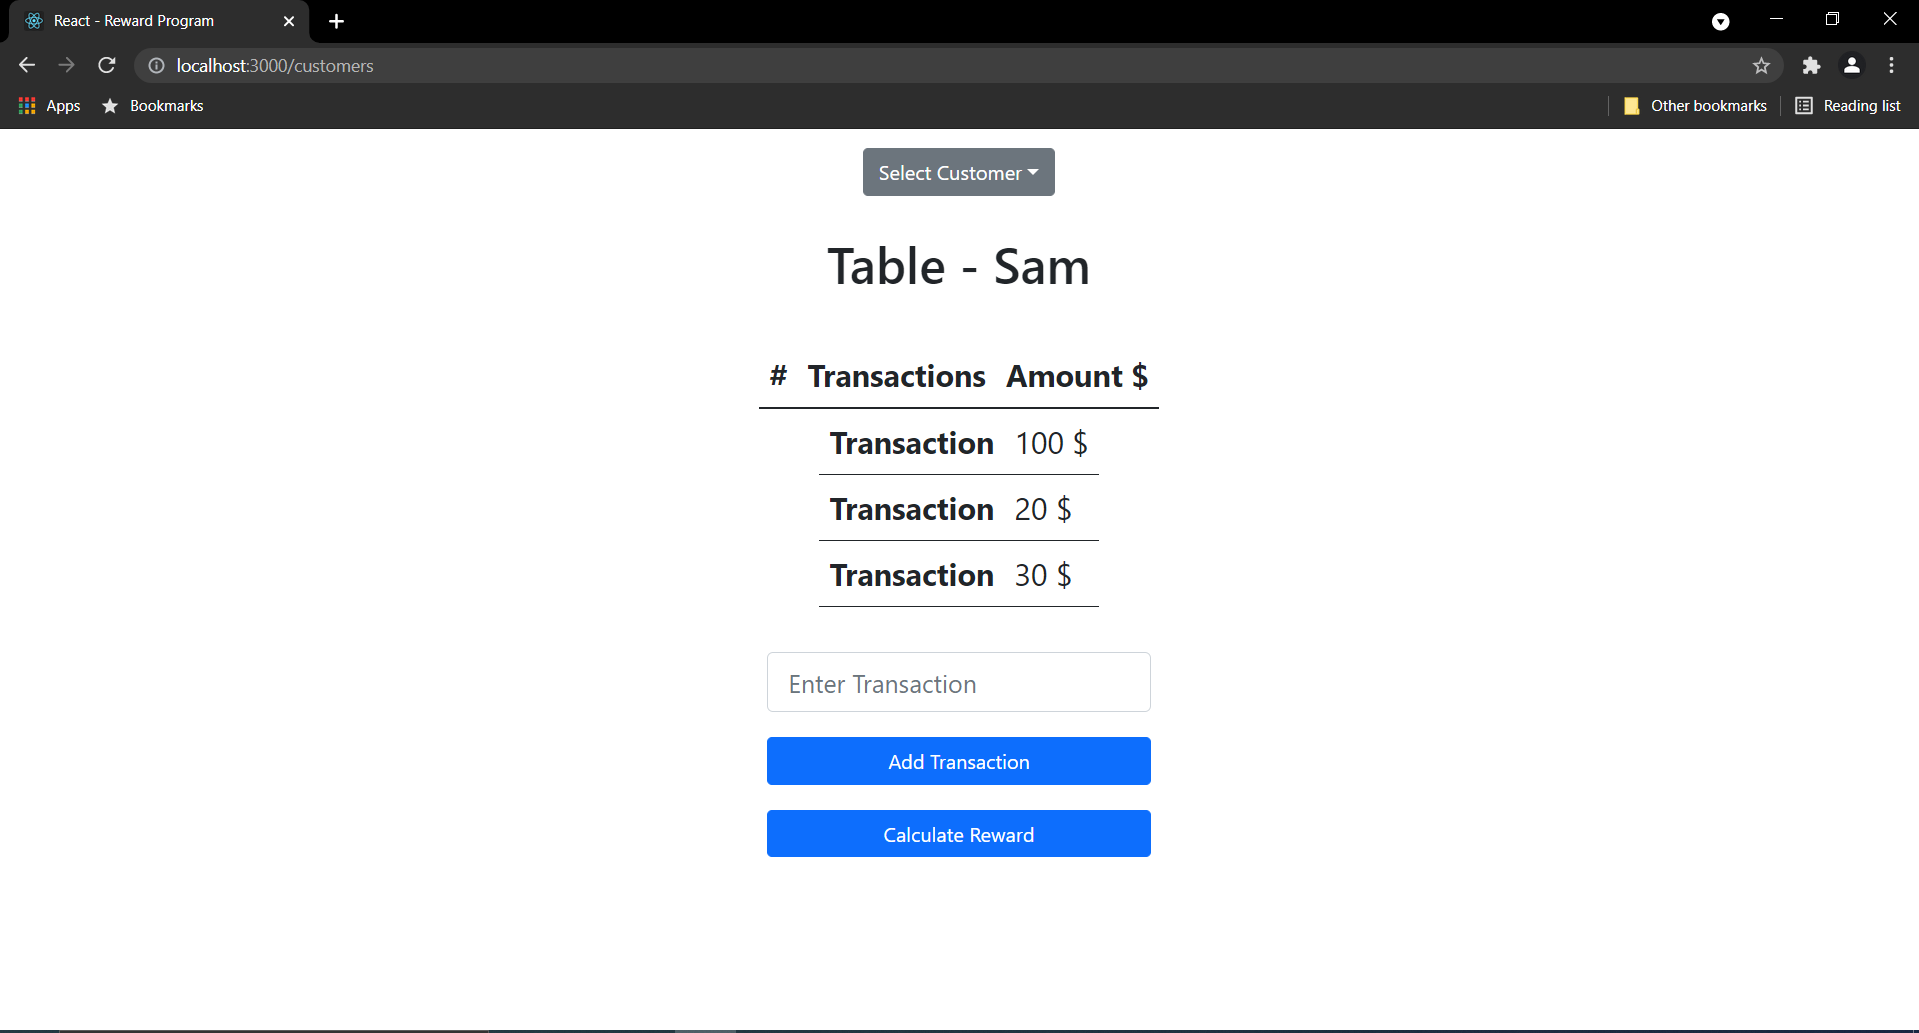 React - Reward Program
localhost:3000/customers
Apps Bookmarks Other bookmarks Reading list
Select Customer
Table - Sam
# Transactions Amount $
Transaction 100 $
Transaction 20 $
Transaction 30 $
Enter Transaction
Add Transaction
Calculate Reward